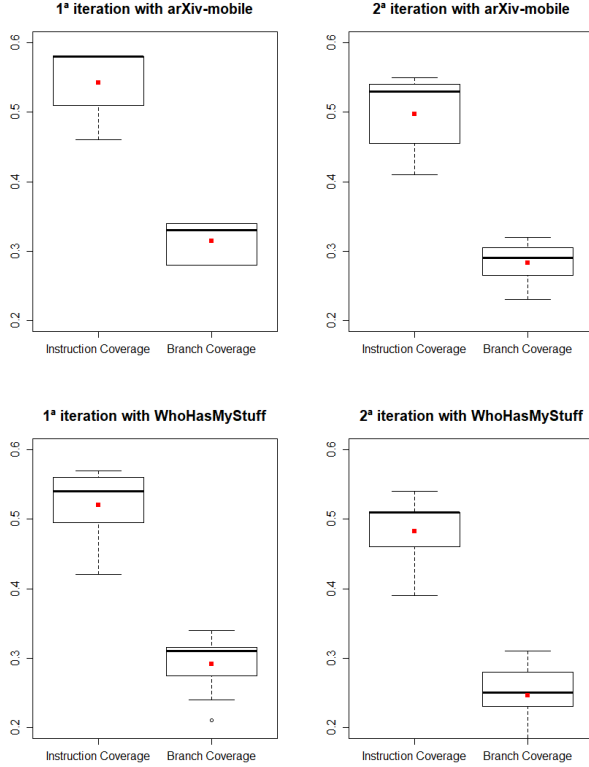 1ª iteration with arXiv-mobile
0.6
0.5
0.4
0.3
0.2
Instruction Coverage Branch Coverage
2ª iteration with arXiv-mobile
0.6
0.5
0.4
0.3
0.2
Instruction Coverage Branch Coverage
1ª iteration with WhoHasMyStuff
0.6
0.5
0.4
0.3
0.2
Instruction Coverage Branch Coverage
2ª iteration with WhoHasMyStuff
0.6
0.5
0.4
0.3
0.2
Instruction Coverage Branch Coverage